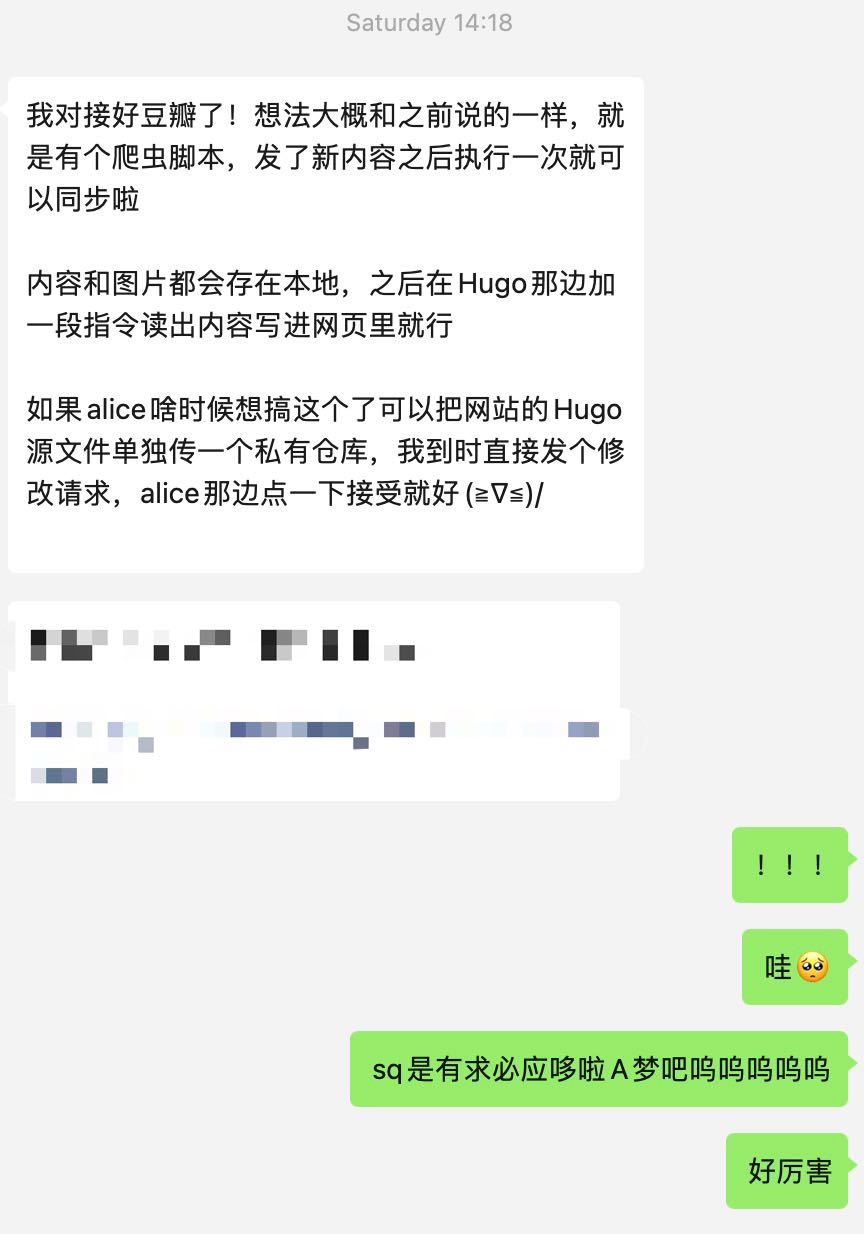 Saturday 14:18
我对接好豆瓣了！想法大概和之前说的一样，就
是有个爬虫脚本，发了新内容之后执行一次就可
以同步啦
内容和图片都会存在本地，之后在Hugo那边加
一段指令读出内容写进网页里就行
如果alice啥时候想搞这个了可以把网站的Hugo
源文件单独传一个私有仓库，我到时直接发个修
改请求，alice那边点一下接受就好(≧∇≦)/
！！！
哇🥺
sq是有求必应哆啦A梦吧呜呜呜呜呜
好厉害